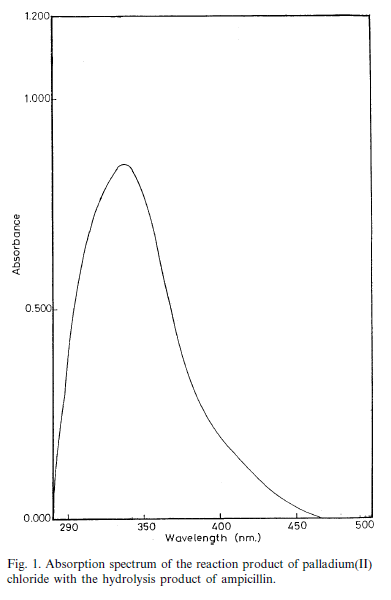 1.200
1.000
Absorbance
0.500
0.000
290 350 400 450 500
Wavelength (nm.)
Fig. 1. Absorption spectrum of the reaction product of palladium(II)
chloride with the hydrolysis product of ampicillin.